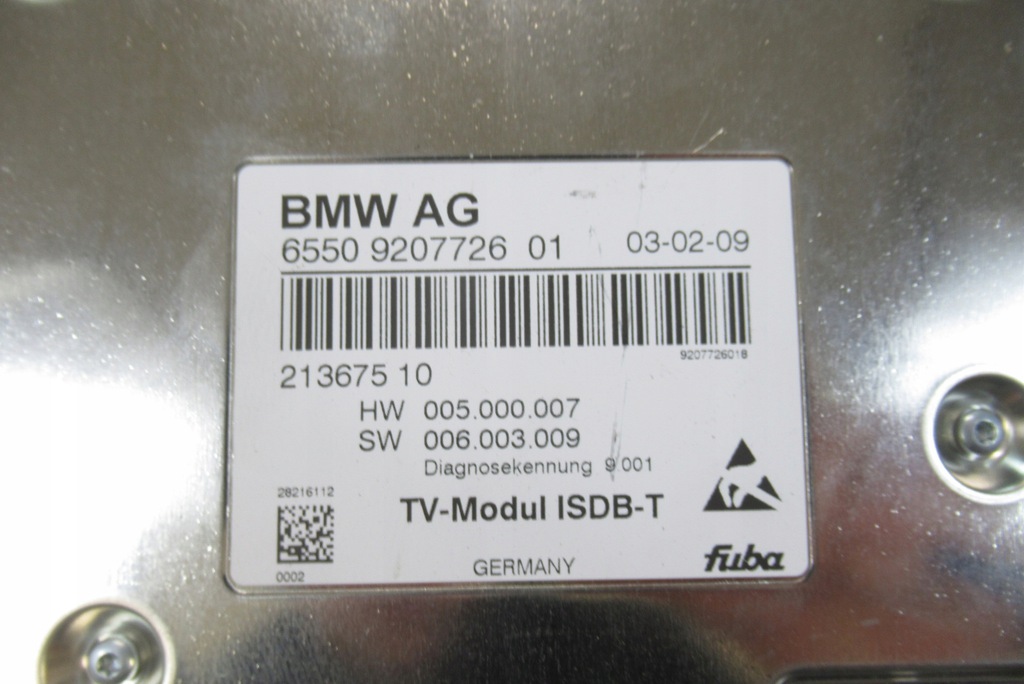 BMW AG
6550 9207726 01 03-02-09
9207726018
213675 10
HW 005.000.007
SW 006.003.009
Diagnosekennung 9.001
28216112
TV-Modul ISDB-T
0002
GERMANY
fuba